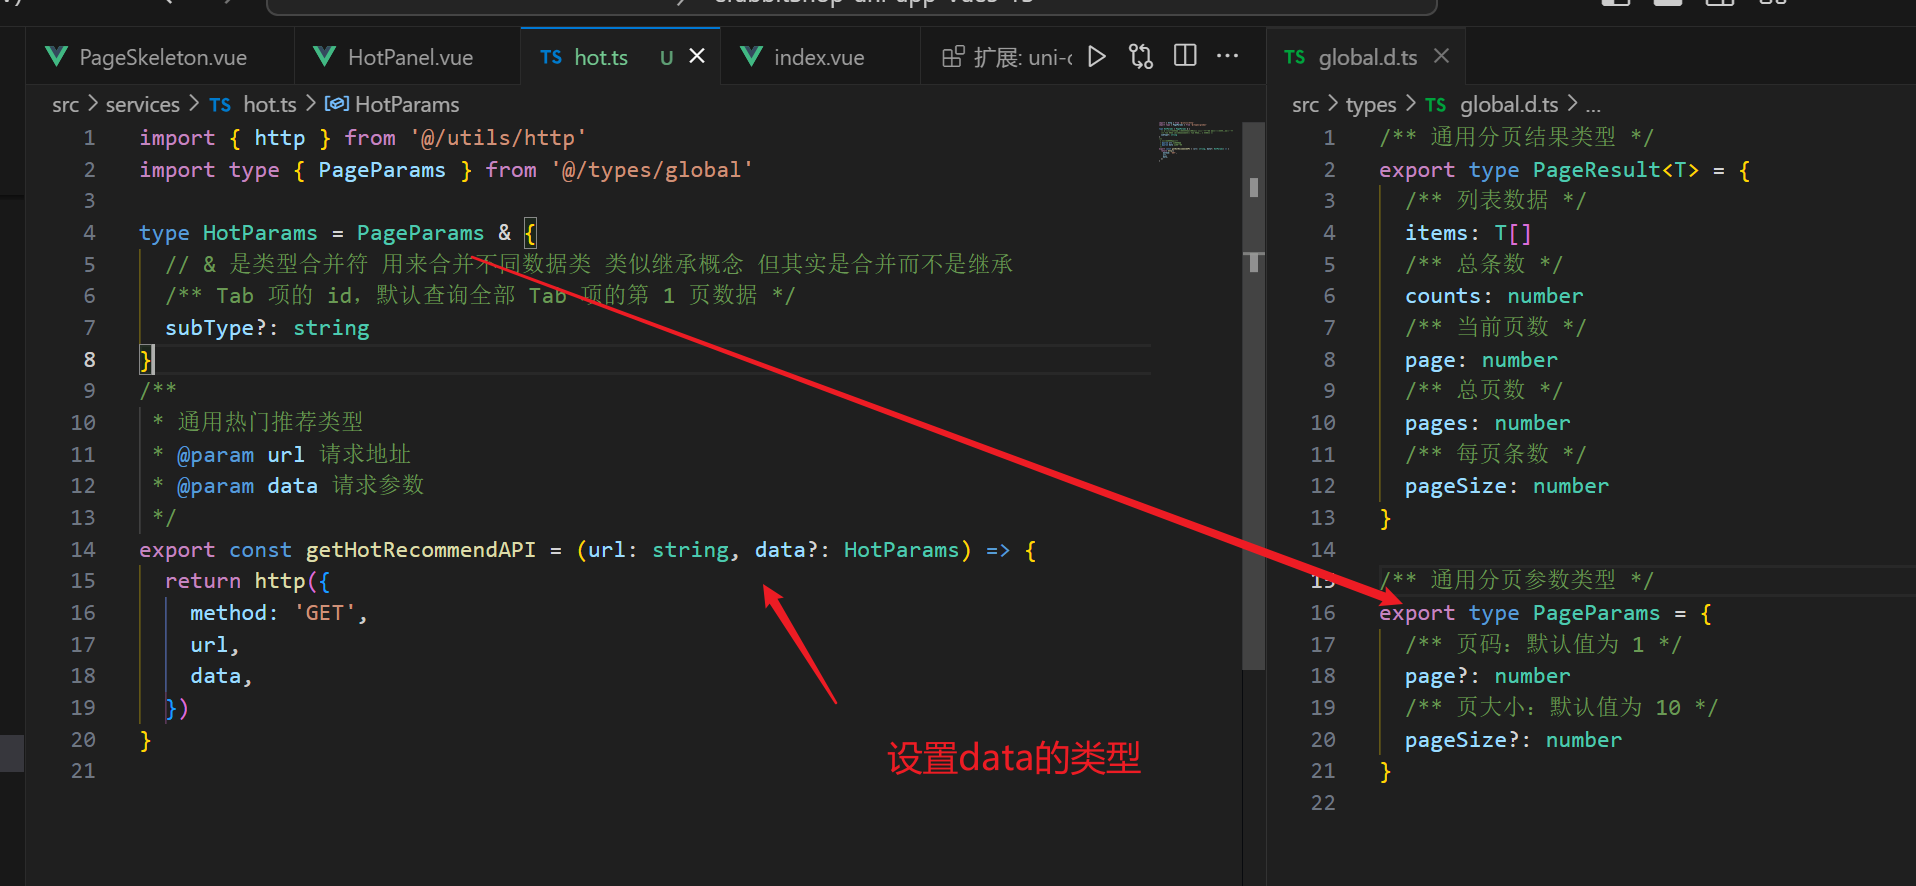 PageSkeleton.vue
HotPanel.vue
TS hot.ts U
index.vue
扩展: uni-c
TS global.d.ts
src > services > TS hot.ts > HotParams
src > types > TS global.d.ts > ...
1 import { http } from '@/utils/http'
2 import type { PageParams } from '@/types/global'
3
4 type HotParams = PageParams & {
5 // & 是类型合并符 用来合并不同数据类 类似继承概念 但其实是合并而不是继承
6 /** Tab 项的 id，默认查询全部 Tab 项的第 1 页数据 */
7 subType?: string
8 }
9 /**
10 * 通用热门推荐类型
11 * @param url 请求地址
12 * @param data 请求参数
13 */
14 export const getHotRecommendAPI = (url: string, data?: HotParams) => {
15 return http({
16 method: 'GET',
17 url,
18 data,
19 })
20 }
21
设置data的类型
1 /** 通用分页结果类型 */
2 export type PageResult<T> = {
3 /** 列表数据 */
4 items: T[]
5 /** 总条数 */
6 counts: number
7 /** 当前页数 */
8 page: number
9 /** 总页数 */
10 pages: number
11 /** 每页条数 */
12 pageSize: number
13 }
14
15 /** 通用分页参数类型 */
16 export type PageParams = {
17 /** 页码：默认值为 1 */
18 page?: number
19 /** 页大小：默认值为 10 */
20 pageSize?: number
21 }
22